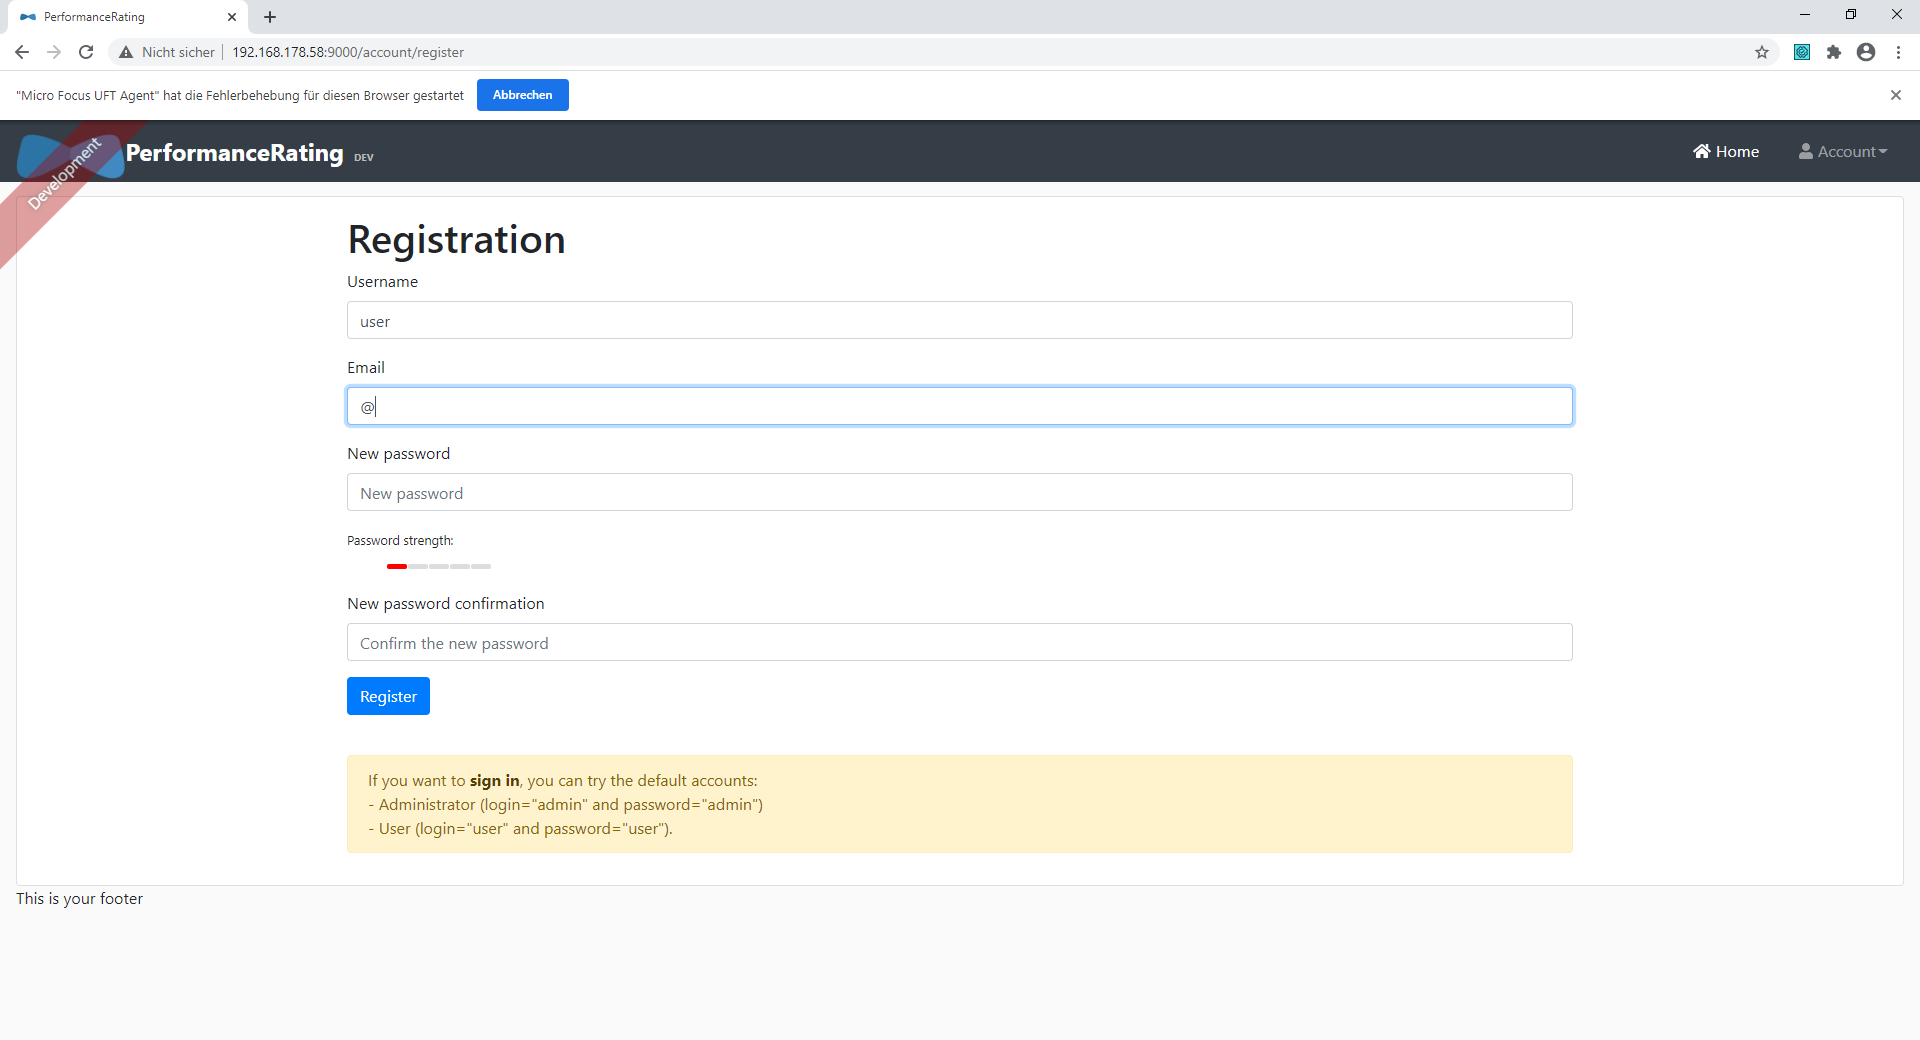 PerformanceRating
Nicht sicher
192.168.178.58:9000/account/register
"Micro Focus UFT Agent" hat die Fehlerbehebung für diesen Browser gestartet
Abbrechen
Development
PerformanceRating DEV
Home
Account
Registration
Username
user
Email
@
New password
New password
Password strength:
New password confirmation
Confirm the new password
Register
If you want to sign in, you can try the default accounts:
- Administrator (login="admin" and password="admin")
- User (login="user" and password="user").
This is your footer